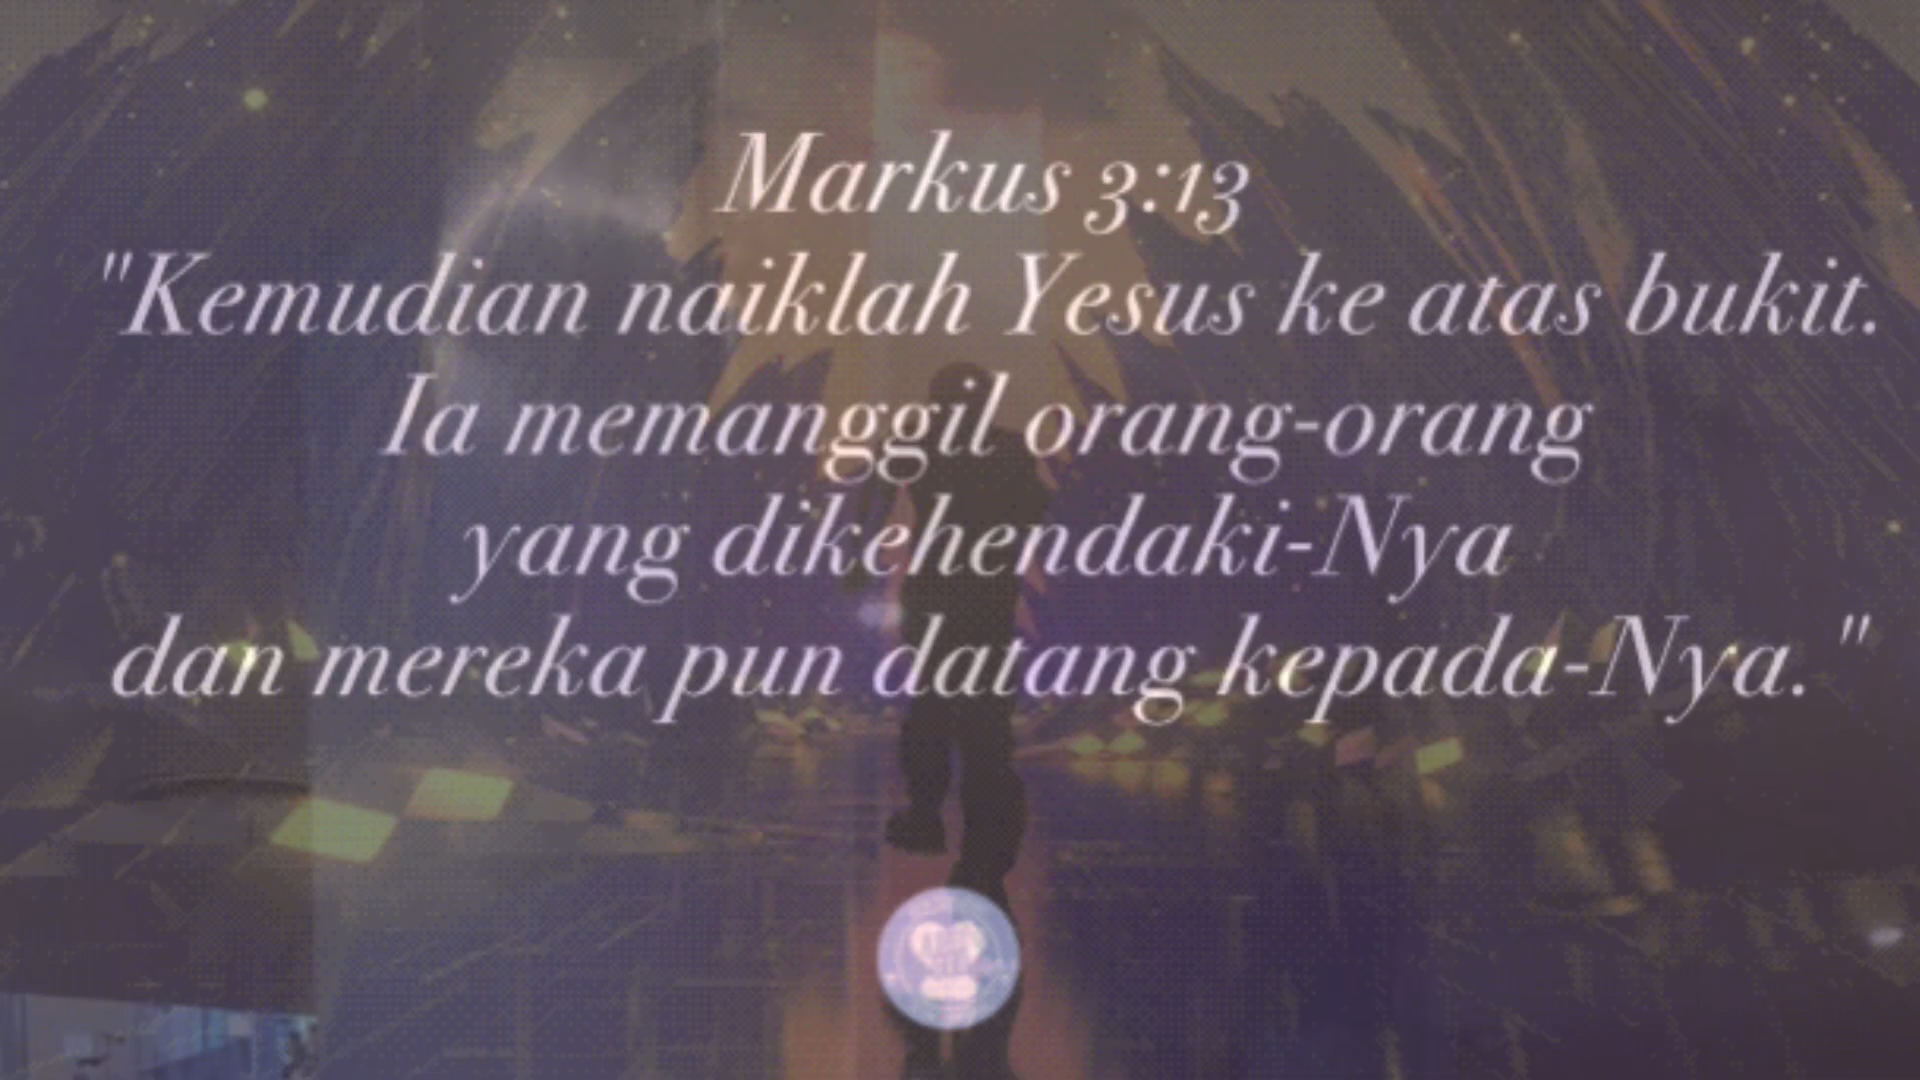 Markus 3:13
"Kemudian naiklah Yesus ke atas bukit.
Ia memanggil orang-orang
yang dikehendaki-Nya
dan mereka pun datang kepada-Nya. "